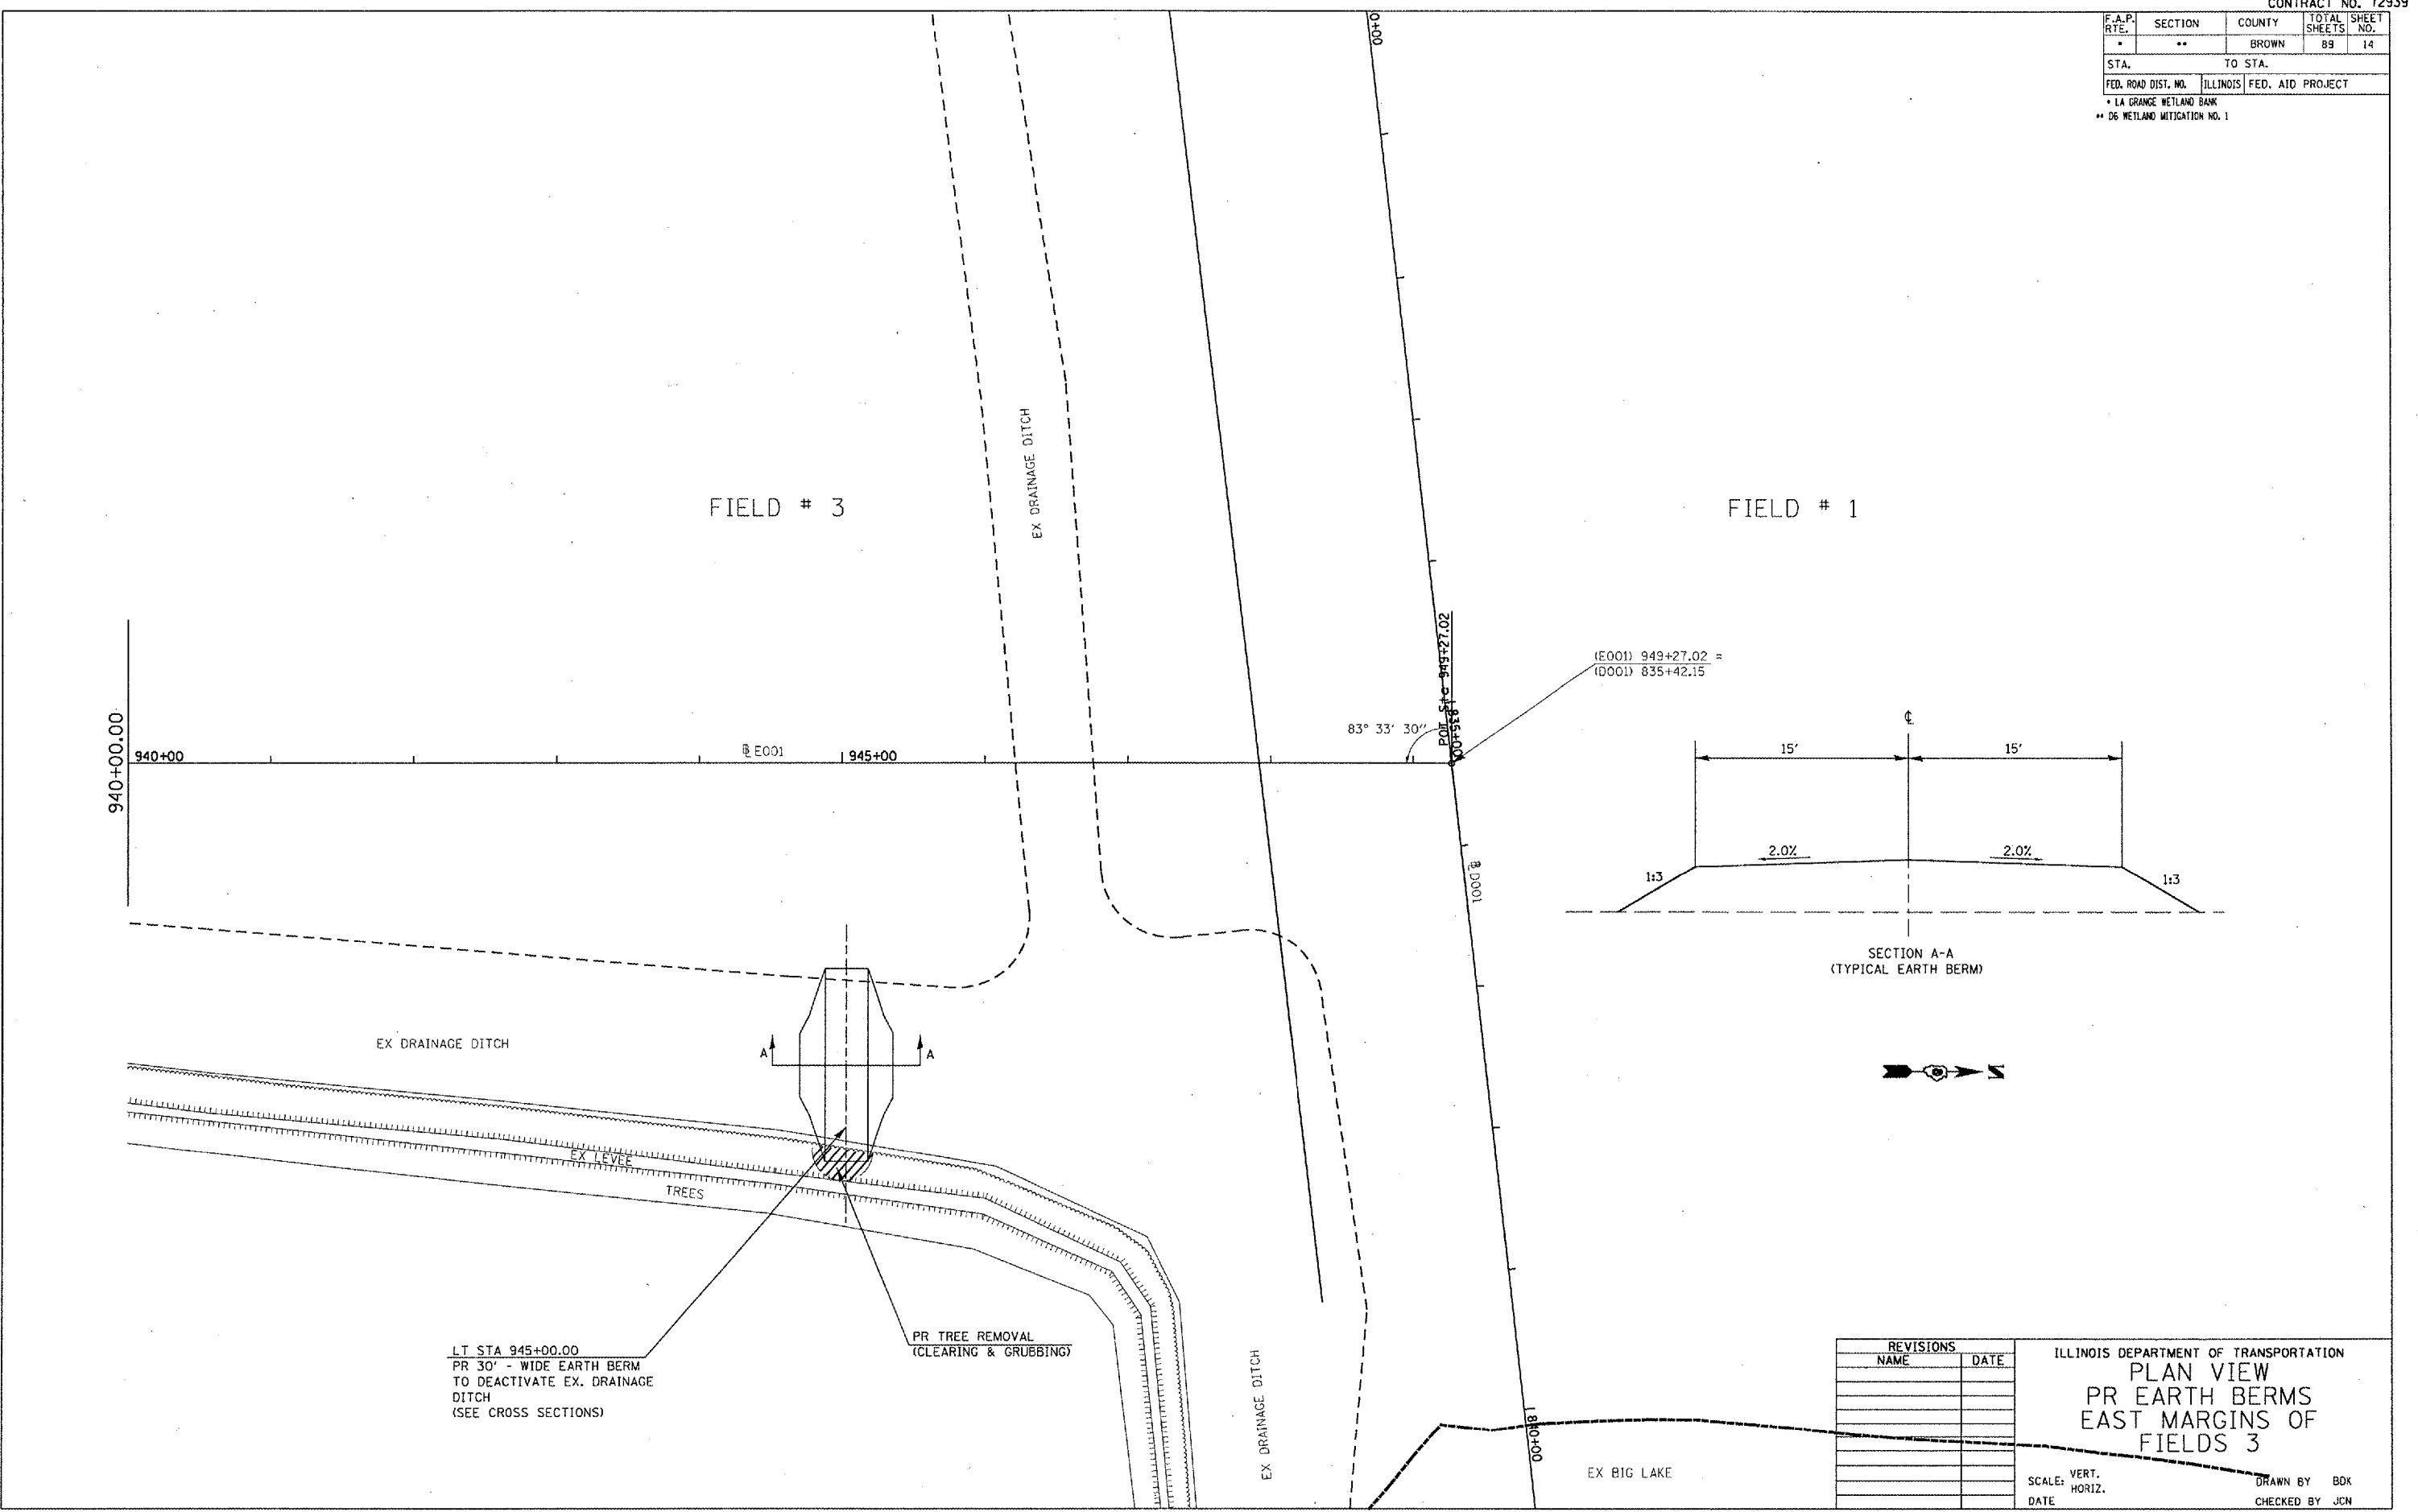 CONTRACT NO. 72939
F.A.P. RTE. SECTION COUNTY TOTAL SHEETS SHEET NO.
* ** BROWN 89 14
STA. TO STA.
FED. ROAD DIST. NO. ILLINOIS FED. AID PROJECT
* LA GRANGE WETLAND BANK
** D6 WETLAND MITIGATION NO. 1
0+00
EX DRAINAGE DITCH
FIELD # 3
FIELD # 1
POT Sta 949+27.02
835+00
(E001) 949+27.02 =
(D001) 835+42.15
83° 33' 30"
940+00.00
940+00
B E001
945+00
B D001
℄
15' 15'
2.0% 2.0%
1:3 1:3
SECTION A-A
(TYPICAL EARTH BERM)
A A
EX DRAINAGE DITCH
N
EX LEVEE
TREES
LT STA 945+00.00
PR 30' - WIDE EARTH BERM
TO DEACTIVATE EX. DRAINAGE
DITCH
(SEE CROSS SECTIONS)
PR TREE REMOVAL
(CLEARING & GRUBBING)
EX DRAINAGE DITCH
840+00
EX BIG LAKE
REVISIONS
NAME DATE
ILLINOIS DEPARTMENT OF TRANSPORTATION
PLAN VIEW
PR EARTH BERMS
EAST MARGINS OF
FIELDS 3
SCALE: VERT.
HORIZ.
DATE
DRAWN BY BDK
CHECKED BY JCN